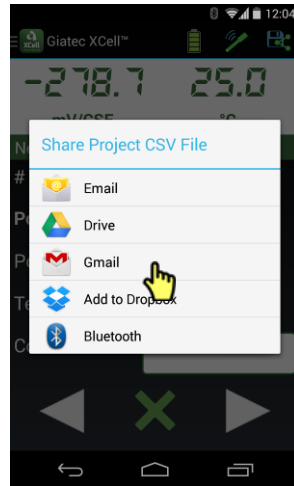 12:04
XCell Giatec XCell™
-278.7 25.0
mV/CSE °C
Share Project CSV File
#
Email
Drive
Gmail
Add to Dropbox
Bluetooth